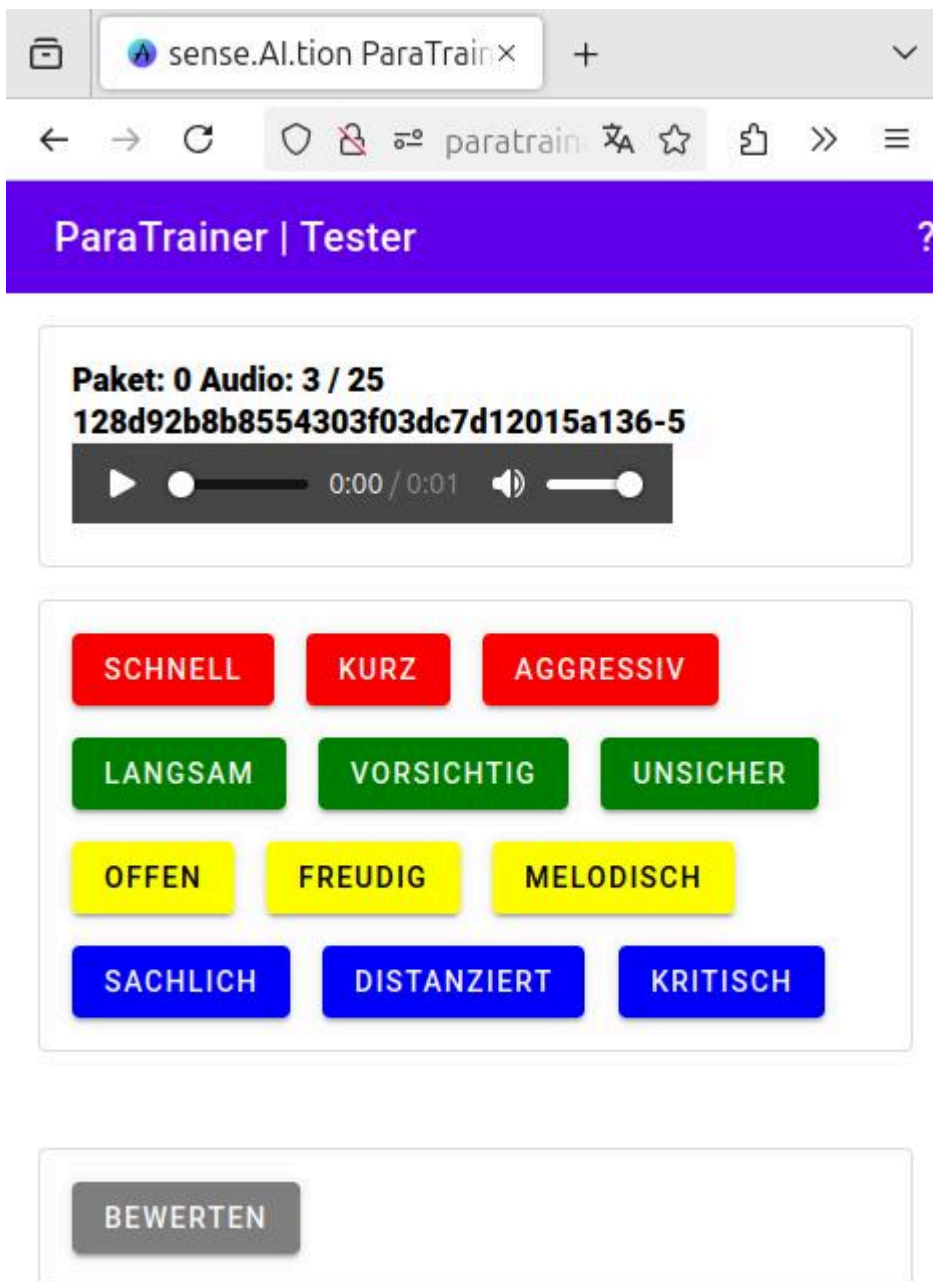 sense.AI.tion ParaTrain
paratrain
ParaTrainer | Tester ?
Paket: 0 Audio: 3 / 25
128d92b8b8554303f03dc7d12015a136-5
0:00 / 0:01
SCHNELL KURZ AGGRESSIV
LANGSAM VORSICHTIG UNSICHER
OFFEN FREUDIG MELODISCH
SACHLICH DISTANZIERT KRITISCH
BEWERTEN